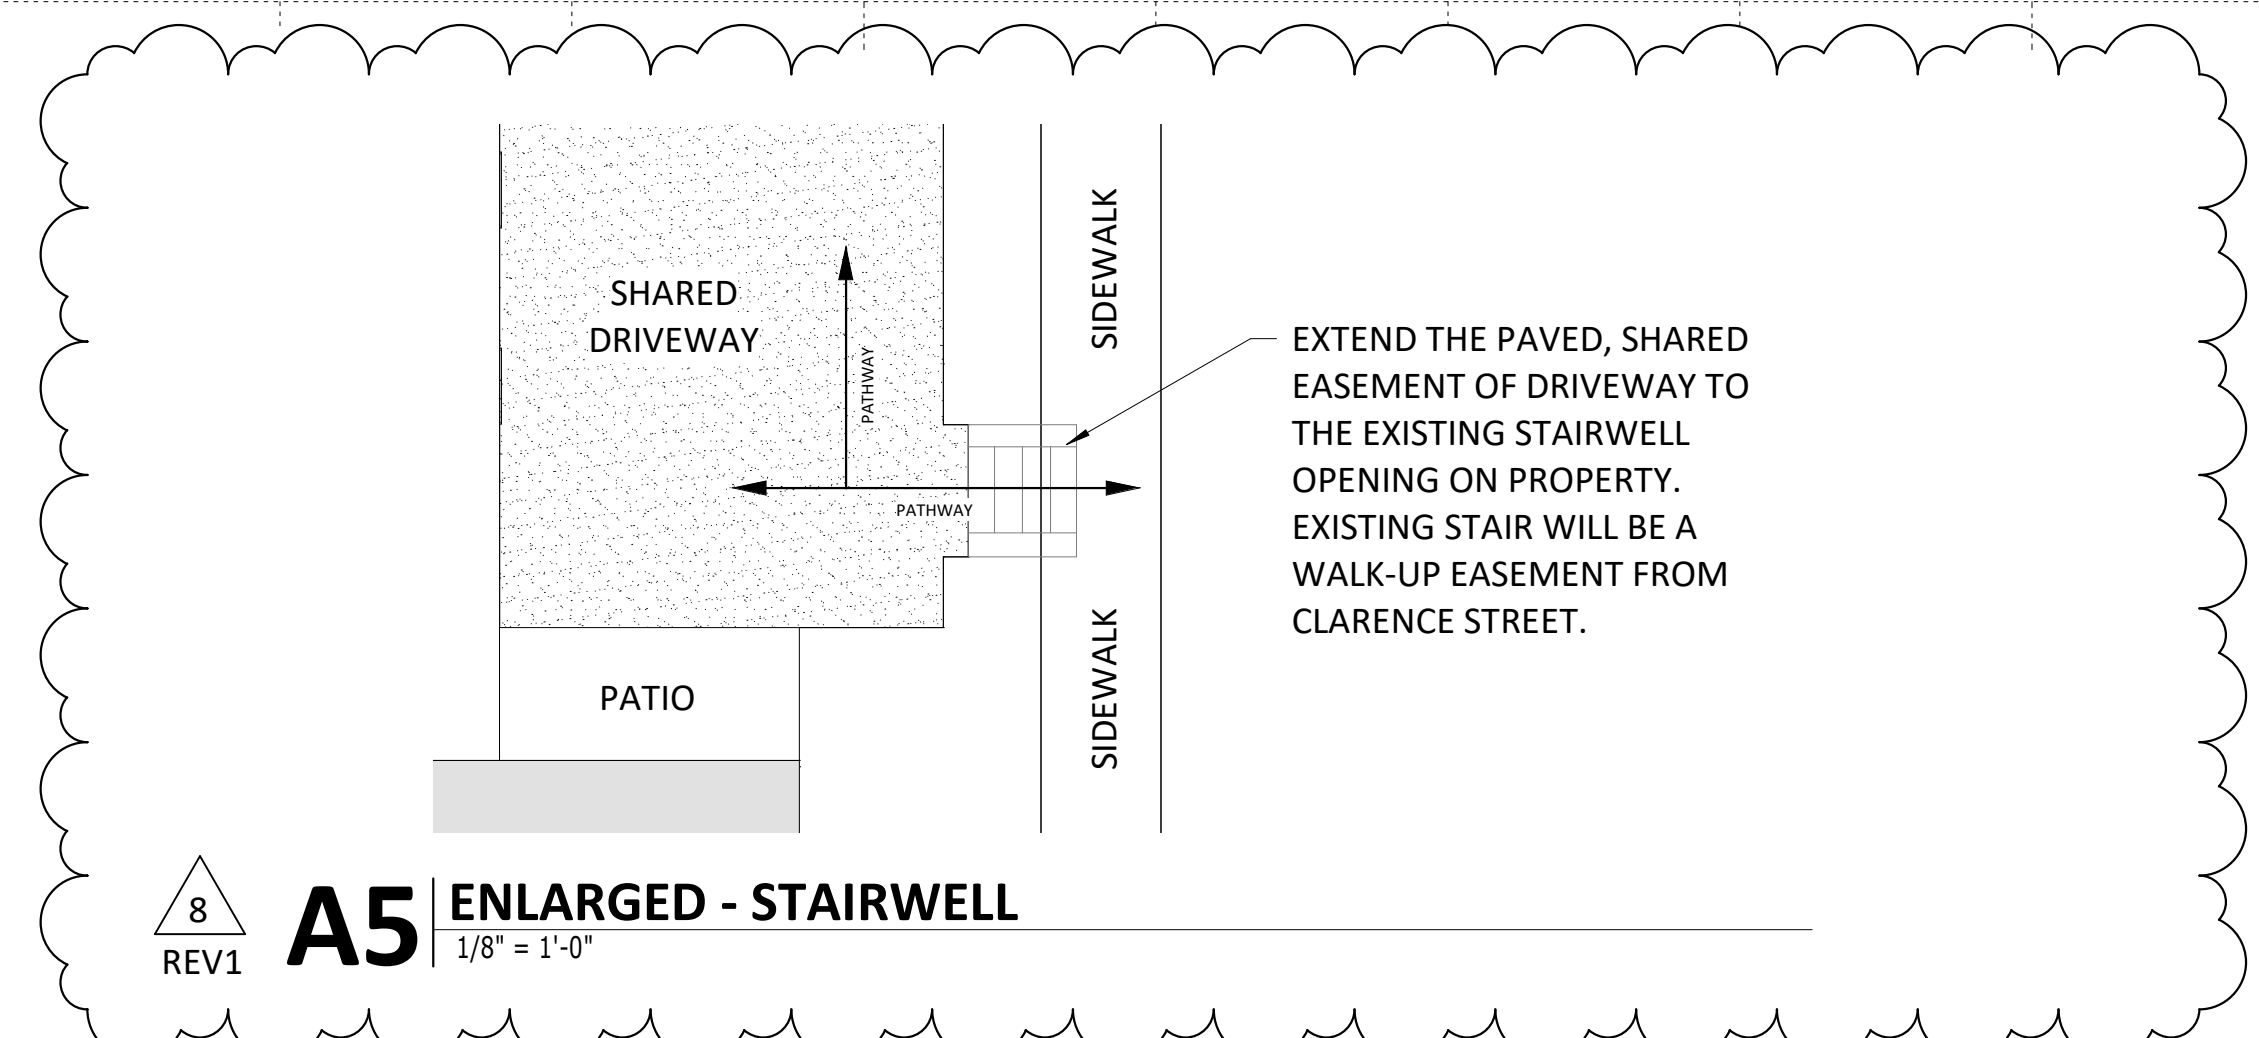 SHARED
DRIVEWAY
PATHWAY
PATHWAY
SIDEWALK
SIDEWALK
EXTEND THE PAVED, SHARED
EASEMENT OF DRIVEWAY TO
THE EXISTING STAIRWELL
OPENING ON PROPERTY.
EXISTING STAIR WILL BE A
WALK-UP EASEMENT FROM
CLARENCE STREET.
PATIO
8
REV1
A5
ENLARGED - STAIRWELL
1/8" = 1'-0"